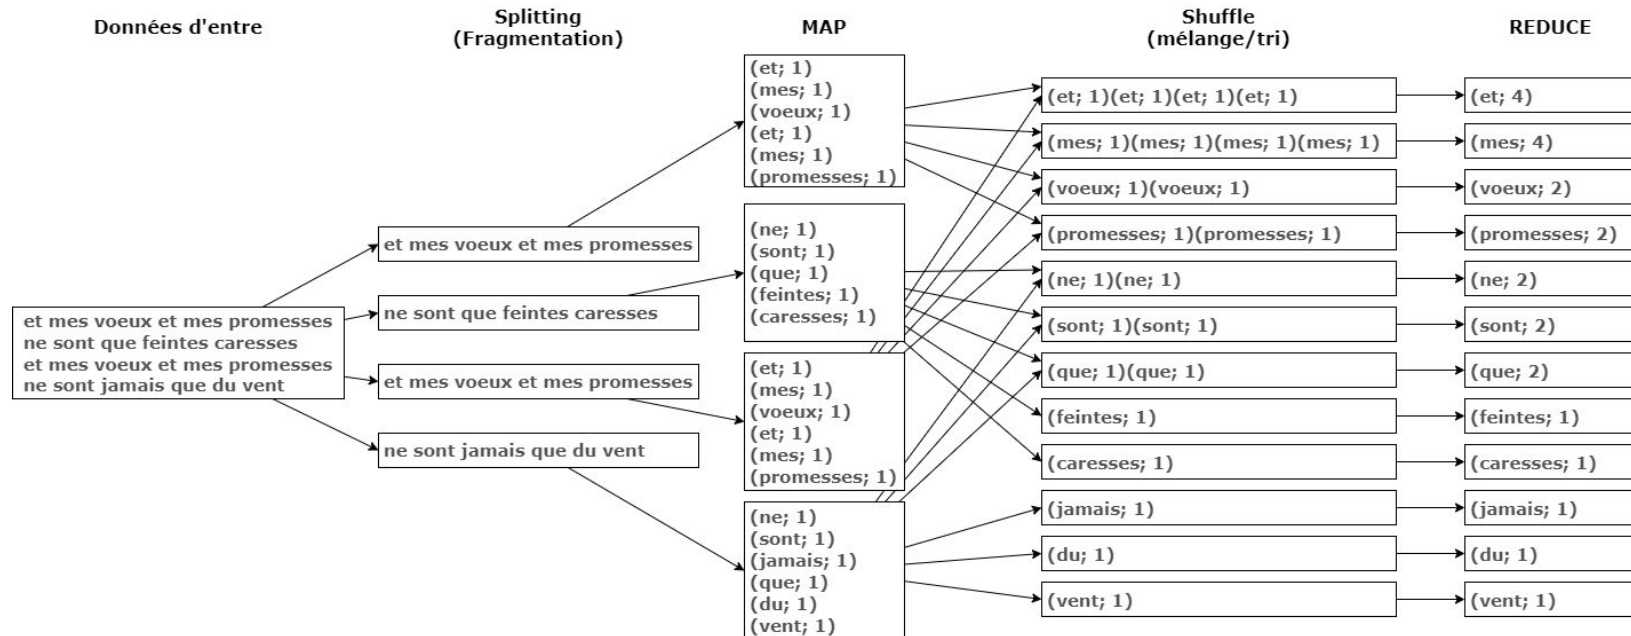 Données d'entre
Splitting
(Fragmentation)
MAP
Shuffle
(mélange/tri)
REDUCE
et mes voeux et mes promesses
ne sont que feintes caresses
et mes voeux et mes promesses
ne sont jamais que du vent
et mes voeux et mes promesses
ne sont que feintes caresses
et mes voeux et mes promesses
ne sont jamais que du vent
(et; 1)
(mes; 1)
(voeux; 1)
(et; 1)
(mes; 1)
(promesses; 1)
(ne; 1)
(sont; 1)
(que; 1)
(feintes; 1)
(caresses; 1)
(et; 1)
(mes; 1)
(voeux; 1)
(et; 1)
(mes; 1)
(promesses; 1)
(ne; 1)
(sont; 1)
(jamais; 1)
(que; 1)
(du; 1)
(vent; 1)
(et; 1)(et; 1)(et; 1)(et; 1)
(mes; 1)(mes; 1)(mes; 1)(mes; 1)
(voeux; 1)(voeux; 1)
(promesses; 1)(promesses; 1)
(ne; 1)(ne; 1)
(sont; 1)(sont; 1)
(que; 1)(que; 1)
(feintes; 1)
(caresses; 1)
(jamais; 1)
(du; 1)
(vent; 1)
(et; 4)
(mes; 4)
(voeux; 2)
(promesses; 2)
(ne; 2)
(sont; 2)
(que; 2)
(feintes; 1)
(caresses; 1)
(jamais; 1)
(du; 1)
(vent; 1)